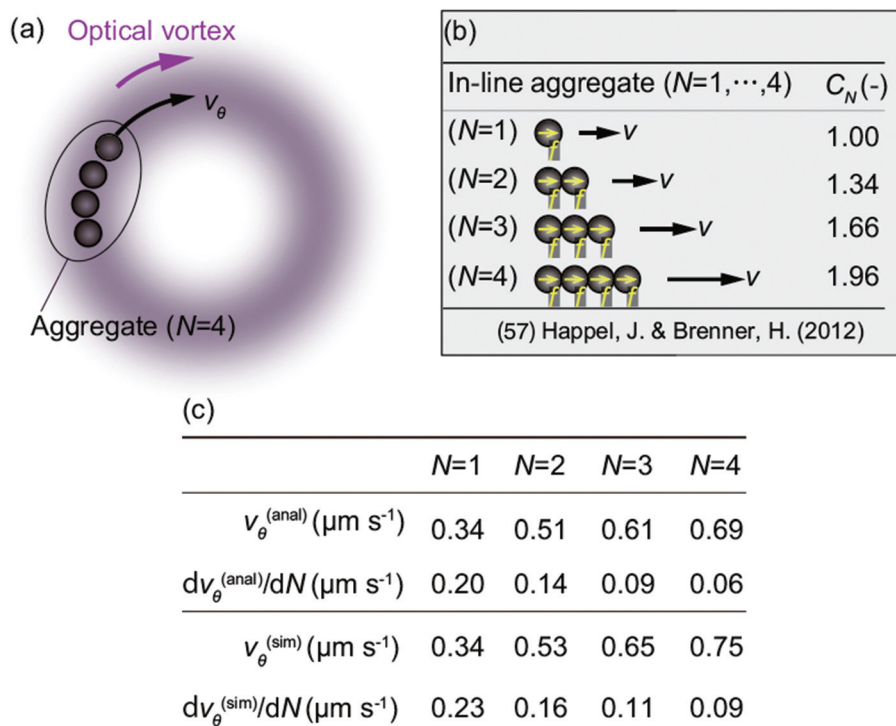 (a)
Optical vortex
vθ
Aggregate (N=4)
(b)
In-line aggregate (N=1,⋯,4) C_N(-)
(N=1) f v 1.00
(N=2) f f v 1.34
(N=3) f f f v 1.66
(N=4) f f f f v 1.96
(57) Happel, J. & Brenner, H. (2012)
(c)
N=1 N=2 N=3 N=4
vθ^(anal) (μm s⁻¹) 0.34 0.51 0.61 0.69
dvθ^(anal)/dN (μm s⁻¹) 0.20 0.14 0.09 0.06
vθ^(sim) (μm s⁻¹) 0.34 0.53 0.65 0.75
dvθ^(sim)/dN (μm s⁻¹) 0.23 0.16 0.11 0.09